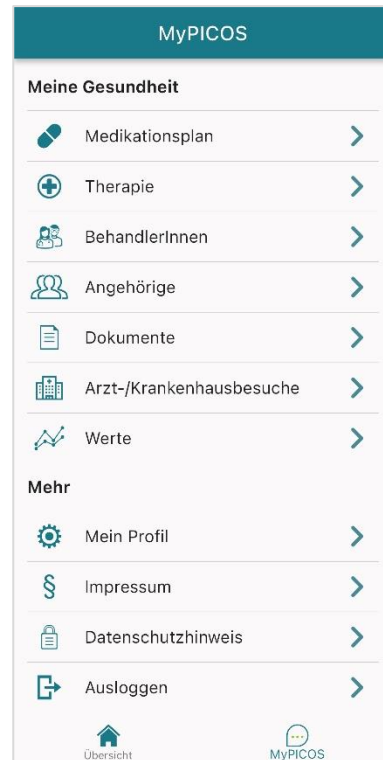 MyPICOS
Meine Gesundheit
Medikationsplan
Therapie
BehandlerInnen
Angehörige
Dokumente
Arzt-/Krankenhausbesuche
Werte
Mehr
Mein Profil
§ Impressum
Datenschutzhinweis
Ausloggen
Übersicht
MyPICOS